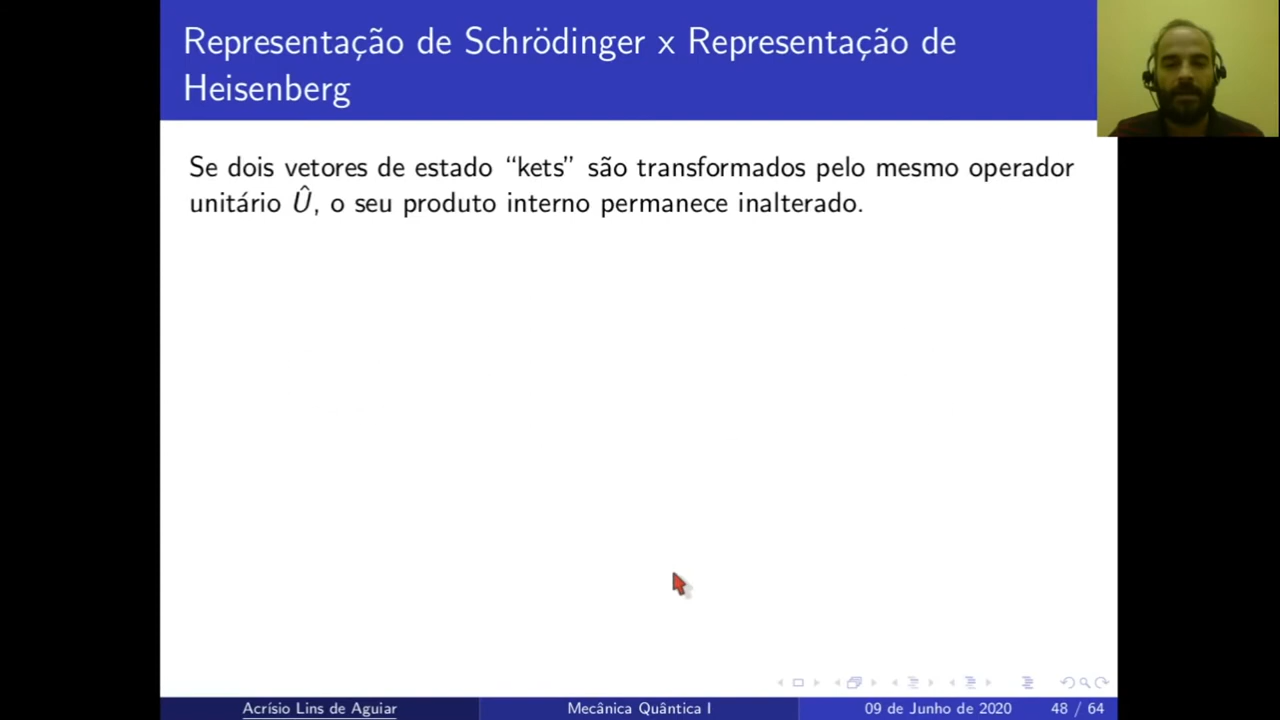 Representação de Schrödinger x Representação de
Heisenberg
Se dois vetores de estado “kets” são transformados pelo mesmo operador
unitário Û, o seu produto interno permanece inalterado.
Acrísio Lins de Aguiar
Mecânica Quântica I
09 de Junho de 2020
48 / 64